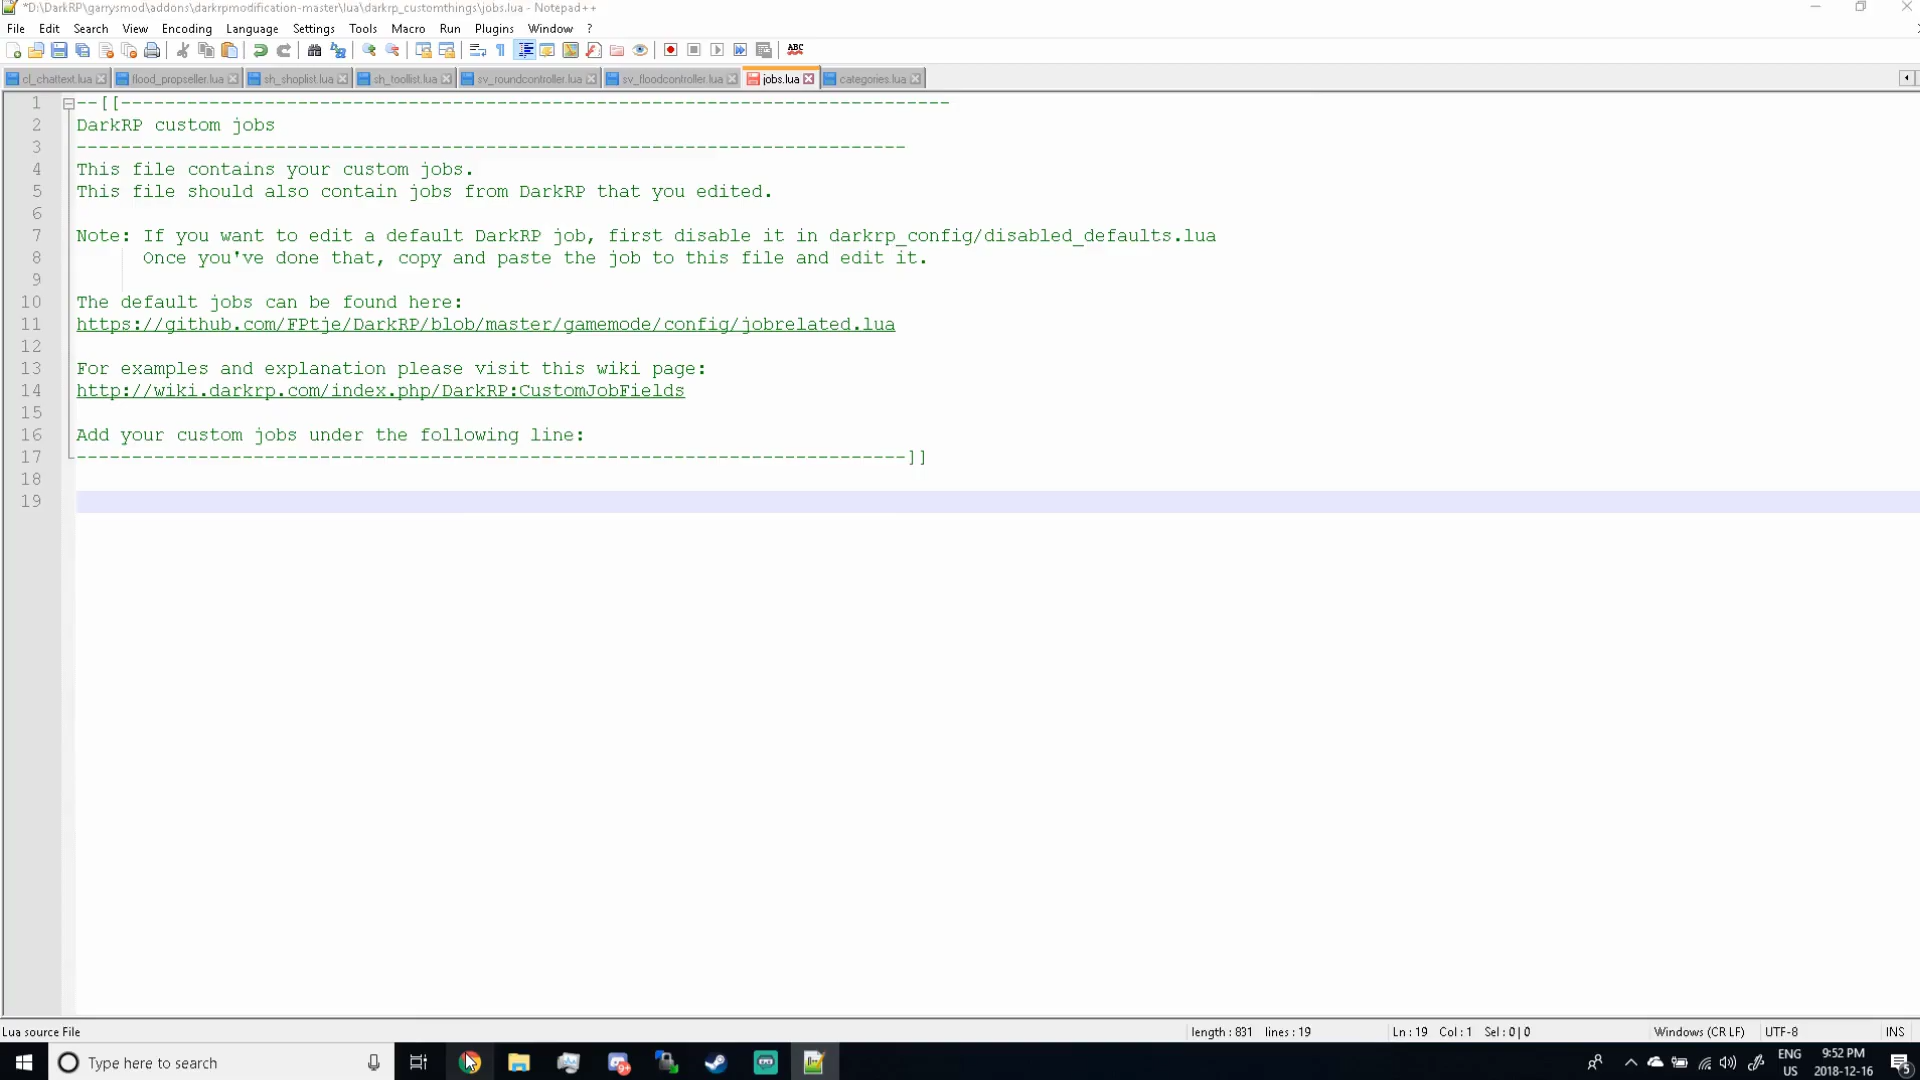 *D:\DarkRP\garrysmod\addons\darkrpmodification-master\lua\darkrp_customthings\jobs.lua - Notepad++
File Edit Search View Encoding Language Settings Tools Macro Run Plugins Window ?
ABC
cl_chattext.lua flood_propseller.lua sh_shoplist.lua sh_toollist.lua sv_roundcontroller.lua sv_floodcontroller.lua jobs.lua categories.lua
1 --[[---------------------------------------------------------------------------
2 DarkRP custom jobs
3 ---------------------------------------------------------------------------
4 This file contains your custom jobs.
5 This file should also contain jobs from DarkRP that you edited.
6
7 Note: If you want to edit a default DarkRP job, first disable it in darkrp_config/disabled_defaults.lua
8 Once you've done that, copy and paste the job to this file and edit it.
9
10 The default jobs can be found here:
11 https://github.com/FPtje/DarkRP/blob/master/gamemode/config/jobrelated.lua
12
13 For examples and explanation please visit this wiki page:
14 http://wiki.darkrp.com/index.php/DarkRP:CustomJobFields
15
16 Add your custom jobs under the following line:
17 ---------------------------------------------------------------------------]]
18
19
Lua source File length : 831 lines : 19 Ln : 19 Col : 1 Sel : 0 | 0 Windows (CR LF) UTF-8 INS
Type here to search
9+
ENG
US
9:52 PM
2018-12-16
5